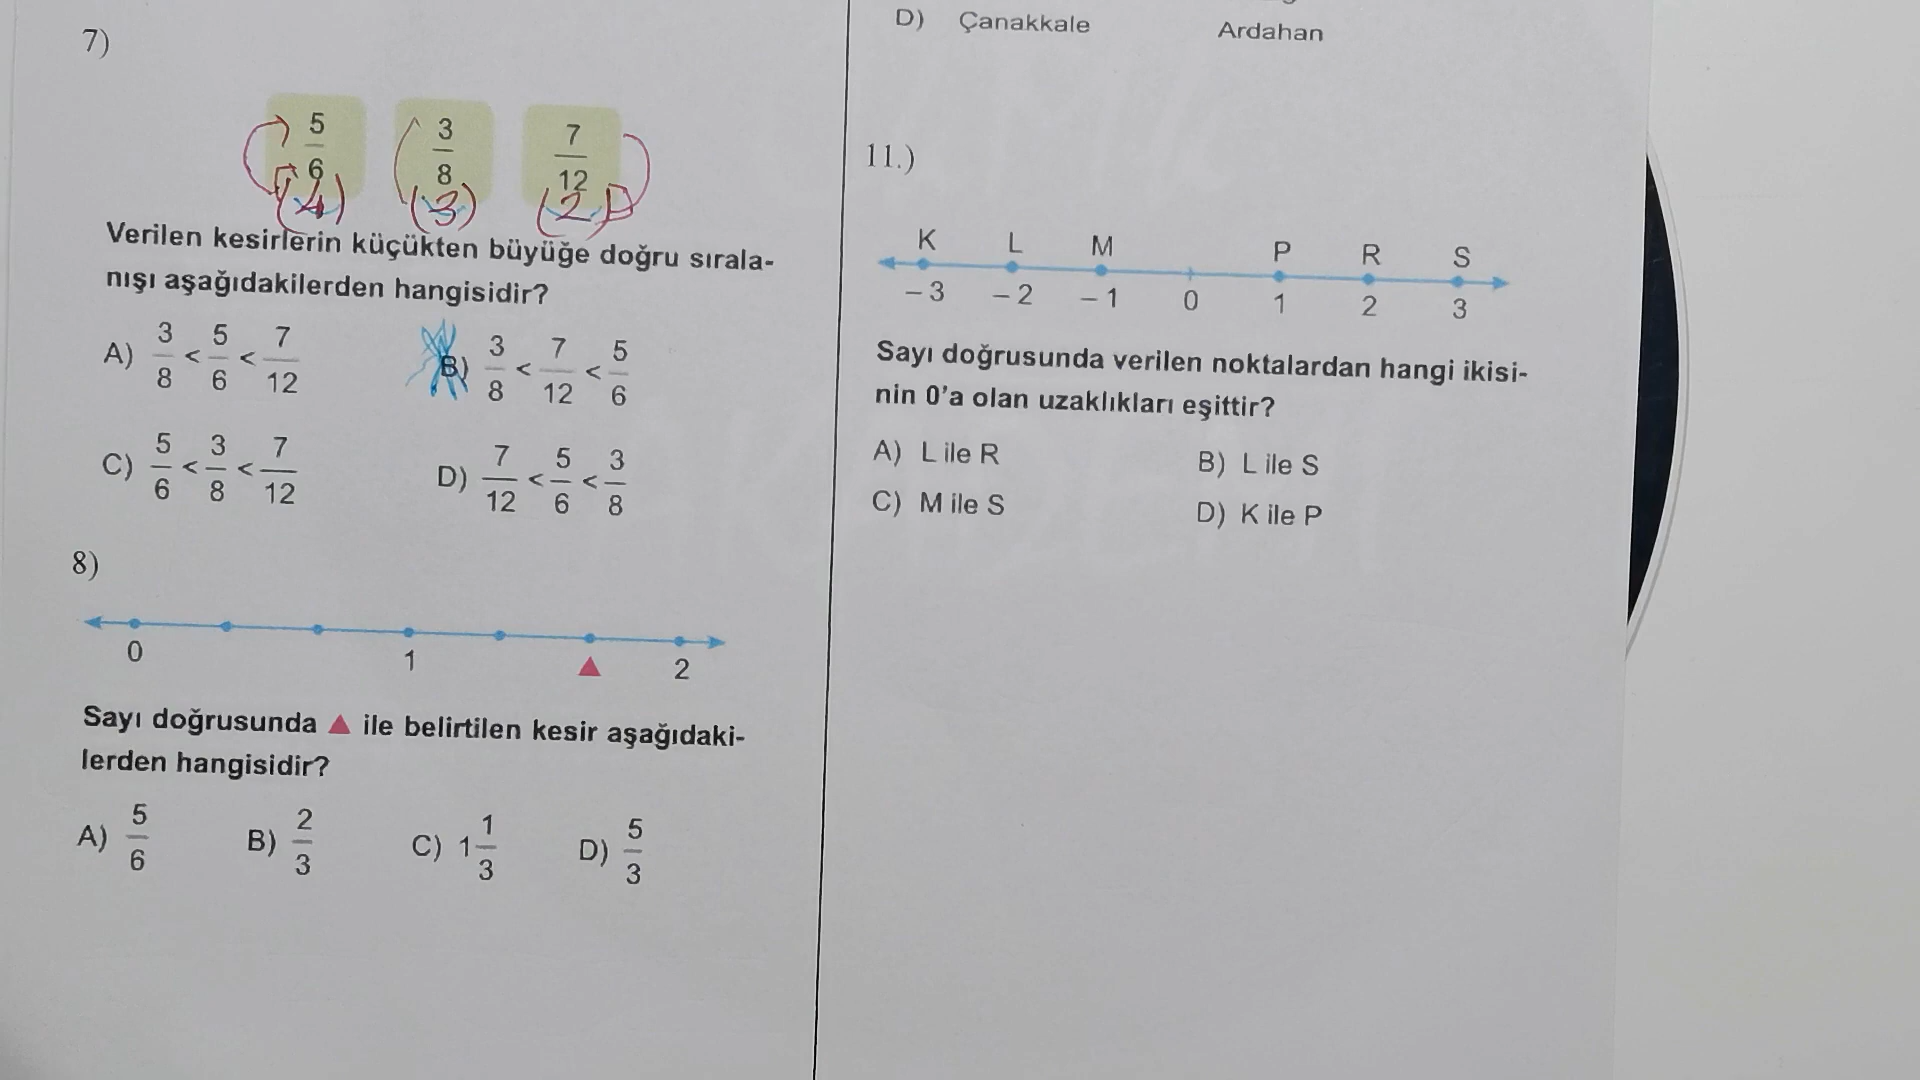 7)
5/6 3/8 7/12
(4) (3) (2)
Verilen kesirlerin küçükten büyüğe doğru sırala-
nışı aşağıdakilerden hangisidir?
A) 3/8 < 5/6 < 7/12 B) 3/8 < 7/12 < 5/6
C) 5/6 < 3/8 < 7/12 D) 7/12 < 5/6 < 3/8
8)
0 1 2
Sayı doğrusunda ▲ ile belirtilen kesir aşağıdaki-
lerden hangisidir?
A) 5/6 B) 2/3 C) 1 1/3 D) 5/3
D) Çanakkale Ardahan
11.)
K L M P R S
-3 -2 -1 0 1 2 3
Sayı doğrusunda verilen noktalardan hangi ikisi-
nin 0'a olan uzaklıkları eşittir?
A) L ile R B) L ile S
C) M ile S D) K ile P